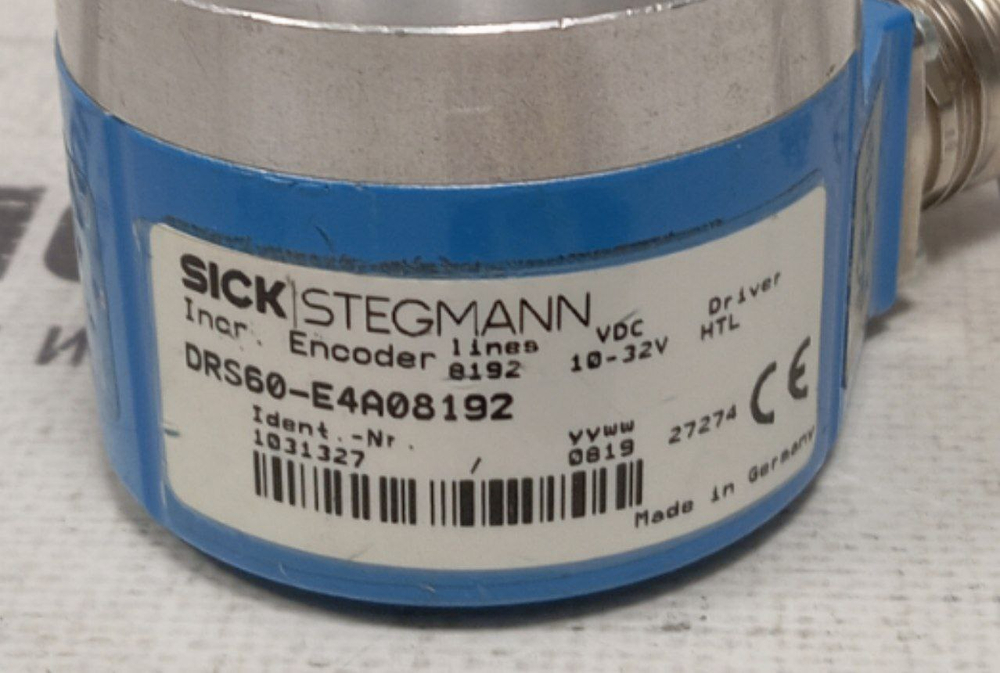 SICK|STEGMANN
Incr. Encoder lines VDC Driver
8192 10-32V HTL
DRS60-E4A08192
Ident.-Nr. yyww
1031327 0819 27274 CE
Made in Germany